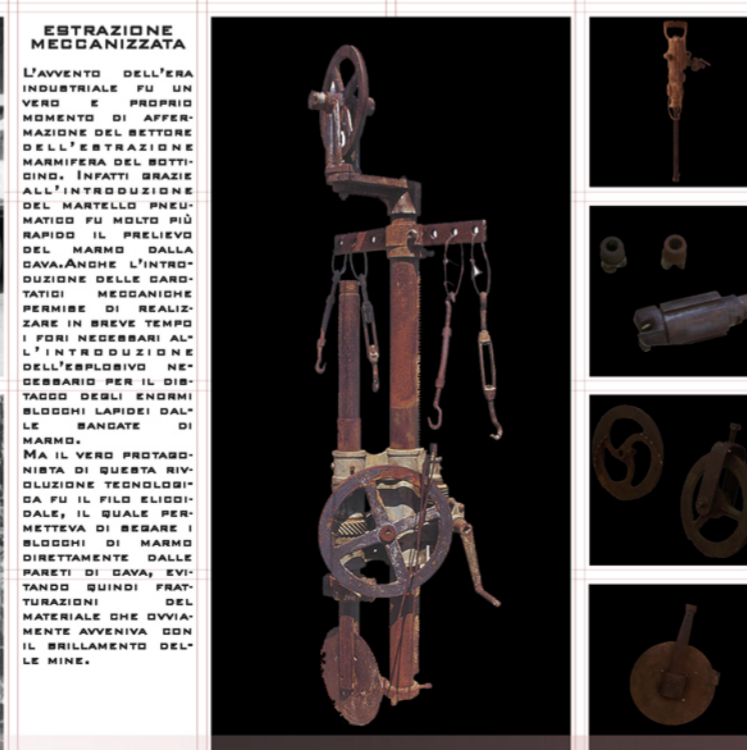 ESTRAZIONE
MECCANIZZATA
L'AVVENTO DELL'ERA
INDUSTRIALE FU UN
VERO E PROPRIO
MOMENTO DI AFFER-
MAZIONE DEL SETTORE
DELL'ESTRAZIONE
MARMIFERA DEL BOTTI-
CINO. INFATTI GRAZIE
ALL'INTRODUZIONE
DEL MARTELLO PNEU-
MATICO FU MOLTO PIÙ
RAPIDO IL PRELIEVO
DEL MARMO DALLA
CAVA.ANCHE L'INTRO-
DUZIONE DELLE CARO-
TATICI MECCANICHE
PERMISE DI REALIZ-
ZARE IN BREVE TEMPO
I FORI NECESSARI AL-
L'INTRODUZIONE
DELL'ESPLOSIVO NE-
CESSARIO PER IL DIS-
TACCO DEGLI ENORMI
BLOCCHI LAPIDEI DAL-
LE BANCATE DI
MARMO.
MA IL VERO PROTAGO-
NISTA DI QUESTA RIV-
OLUZIONE TECNOLOGI-
CA FU IL FILO ELICOI-
DALE, IL QUALE PER-
METTEVA DI SEGARE I
BLOCCHI DI MARMO
DIRETTAMENTE DALLE
PARETI DI CAVA, EVI-
TANDO QUINDI FRAT-
TURAZIONI DEL
MATERIALE CHE OVVIA-
MENTE AVVENIVA CON
IL BRILLAMENTO DEL-
LE MINE.